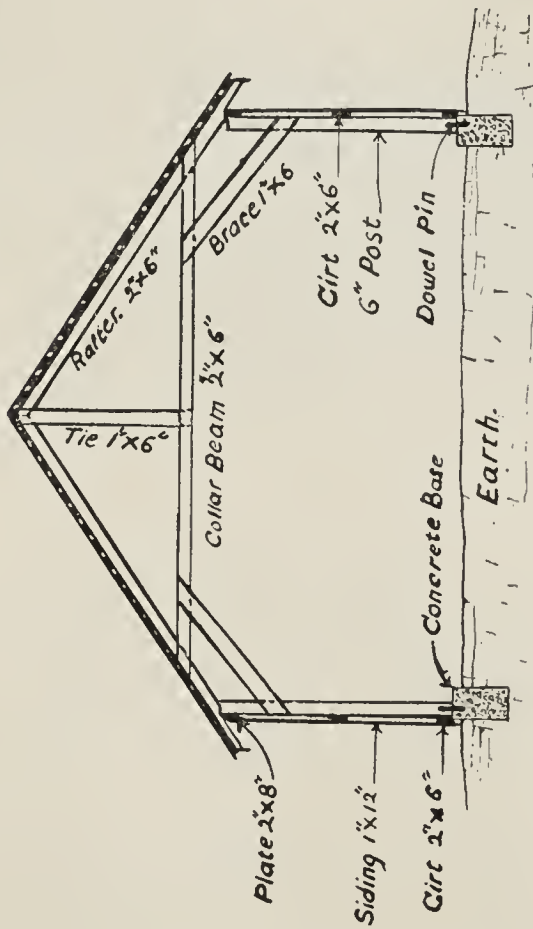 Rafter. 2"x6"
Tie 1"x6"
Brace 1"x6
Collar Beam 2"x6"
Girt 2"x6"
6" Post
Dowel Pin
Concrete Base
Earth.
Plate 2"x8"
Siding 1"x12"
Girt 2"x6"